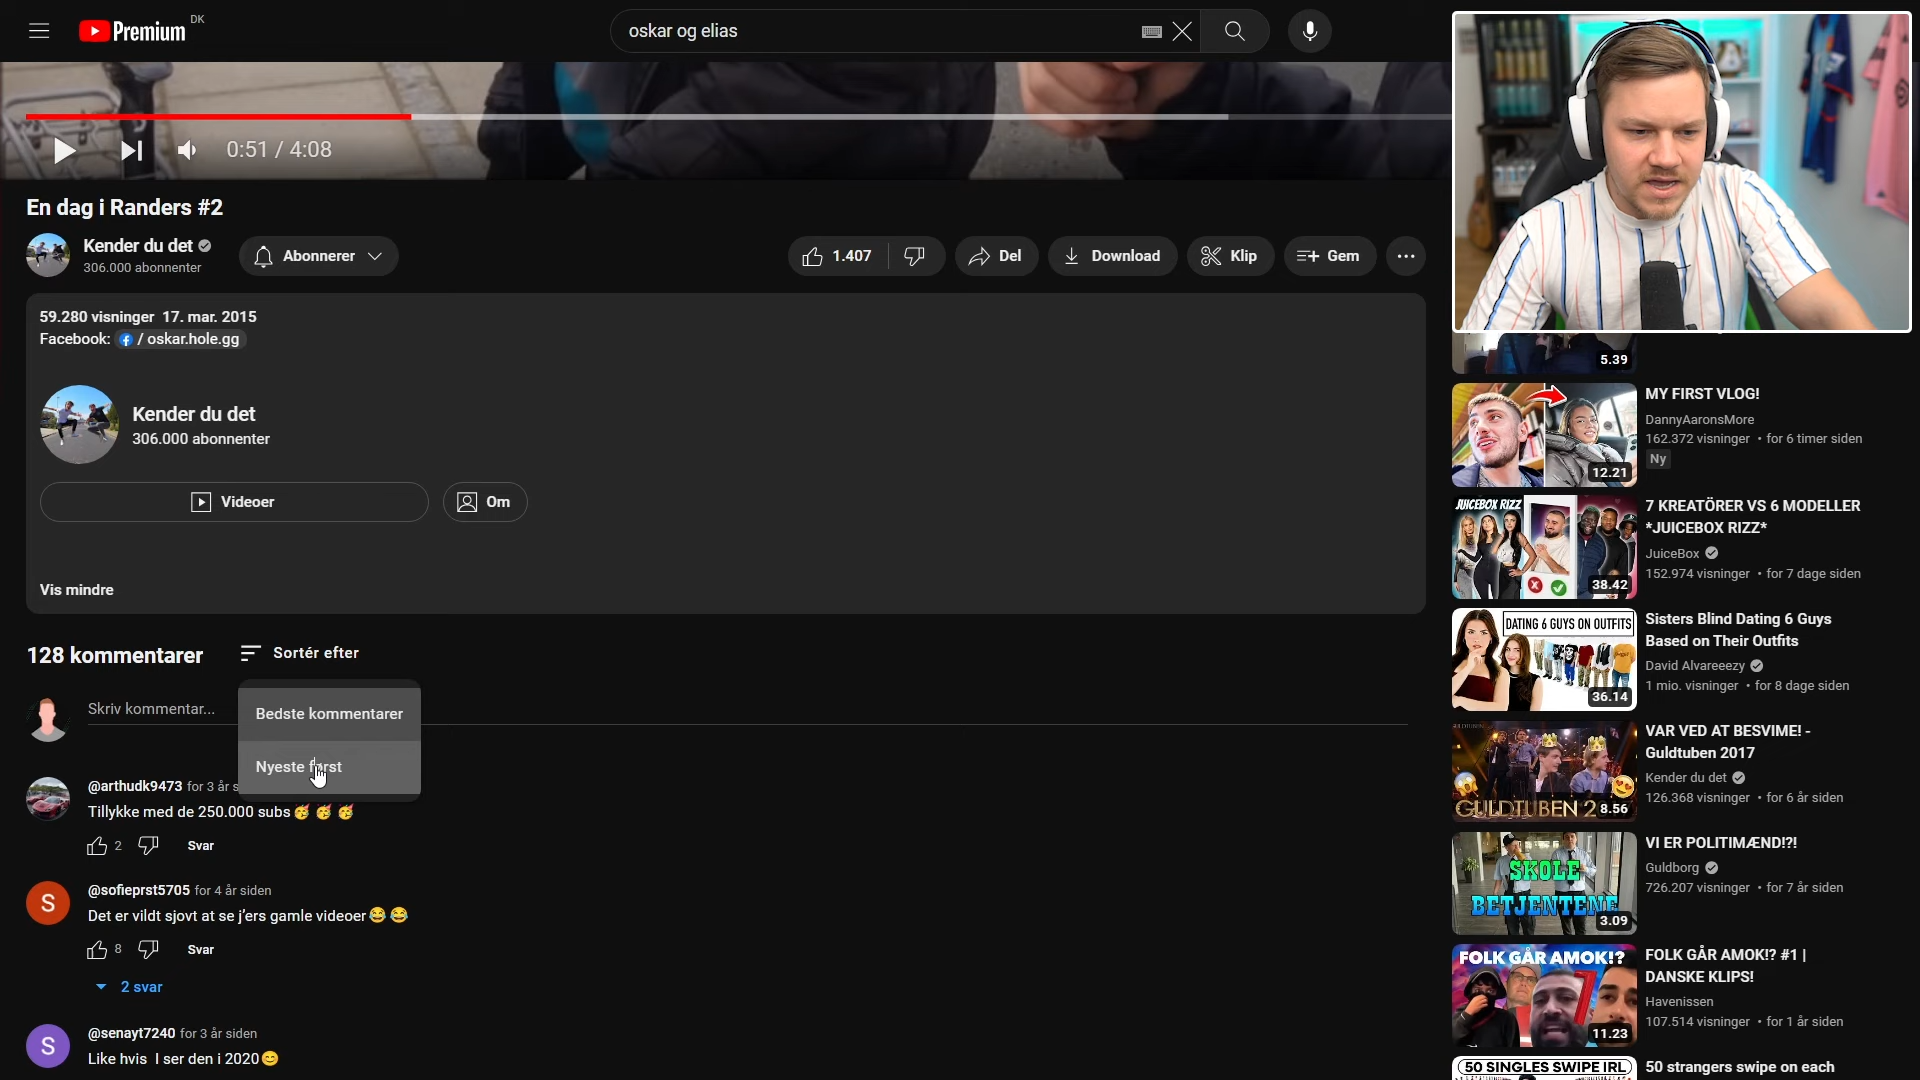 Premium DK
oskar og elias
0:51 / 4:08
En dag i Randers #2
Kender du det
306.000 abonnenter
Abonnerer
1.407
Del
Download
Klip
Gem
59.280 visninger 17. mar. 2015
Facebook: / oskar.hole.gg
Kender du det
306.000 abonnenter
Videoer
Om
Vis mindre
128 kommentarer
Sortér efter
Skriv kommentar...
Bedste kommentarer
Nyeste først
@arthudk9473 for 3 år s
Tillykke med de 250.000 subs🥳 🥳 🥳
2
Svar
@sofieprst5705 for 4 år siden
Det er vildt sjovt at se j'ers gamle videoer😂 😂
8
Svar
2 svar
S
@senayt7240 for 3 år siden
Like hvis I ser den i 2020😊
S
5.39
MY FIRST VLOG!
DannyAaronsMore
162.372 visninger • for 6 timer siden
Ny
12.21
JUICEBOX RIZZ
38.42
7 KREATÖRER VS 6 MODELLER
*JUICEBOX RIZZ*
JuiceBox
152.974 visninger • for 7 dage siden
DATING 6 GUYS ON OUTFITS
36.14
Sisters Blind Dating 6 Guys
Based on Their Outfits
David Alvareeezy
1 mio. visninger • for 8 dage siden
GULDTUBEN 2
8.56
VAR VED AT BESVIME! -
Guldtuben 2017
Kender du det
126.368 visninger • for 6 år siden
SKOLE
BETJENTENE
3.09
VI ER POLITIMÆND!?!
Guldborg
726.207 visninger • for 7 år siden
FOLK GÅR AMOK!?
11.23
FOLK GÅR AMOK!? #1 |
DANSKE KLIPS!
Havenissen
107.514 visninger • for 1 år siden
50 SINGLES SWIPE IRL
50 strangers swipe on each